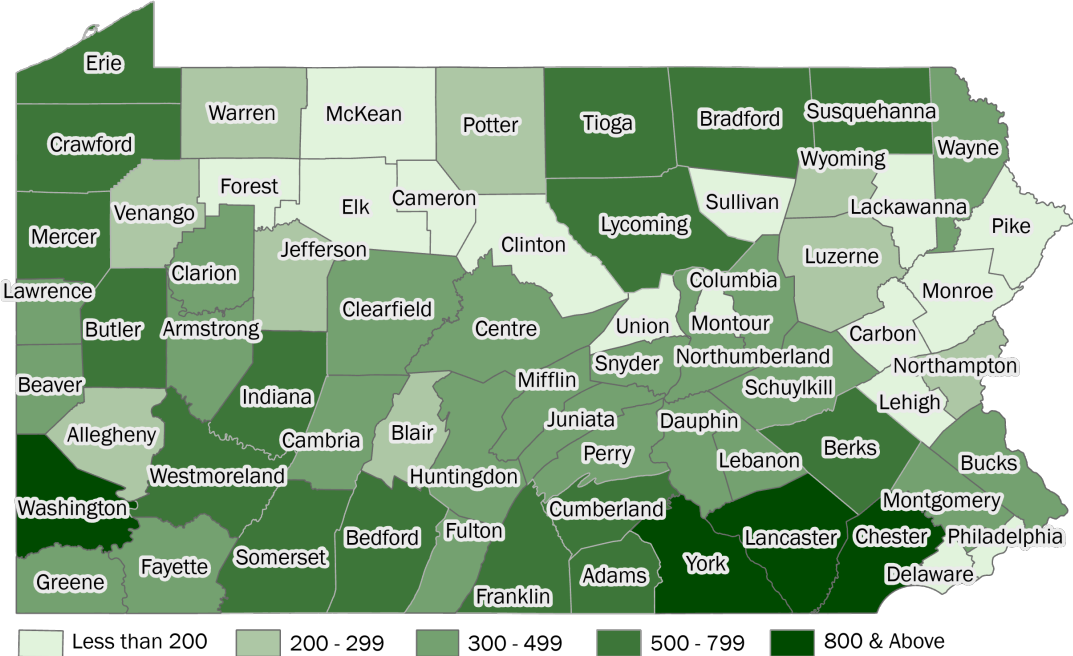 Erie
Warren
McKean
Potter
Tioga
Bradford
Susquehanna
Crawford
Wayne
Wyoming
Forest
Elk
Cameron
Sullivan
Lackawanna
Venango
Lycoming
Pike
Mercer
Clinton
Jefferson
Luzerne
Clarion
Columbia
Lawrence
Monroe
Clearfield
Butler
Armstrong
Centre
Union
Montour
Carbon
Northumberland
Snyder
Northampton
Beaver
Mifflin
Schuylkill
Indiana
Lehigh
Juniata
Dauphin
Allegheny
Blair
Cambria
Berks
Perry
Lebanon
Bucks
Westmoreland
Huntingdon
Montgomery
Washington
Cumberland
Fulton
Bedford
Lancaster
Chester
Philadelphia
Somerset
Fayette
York
Greene
Adams
Delaware
Franklin
Less than 200 200 - 299 300 - 499 500 - 799 800 & Above